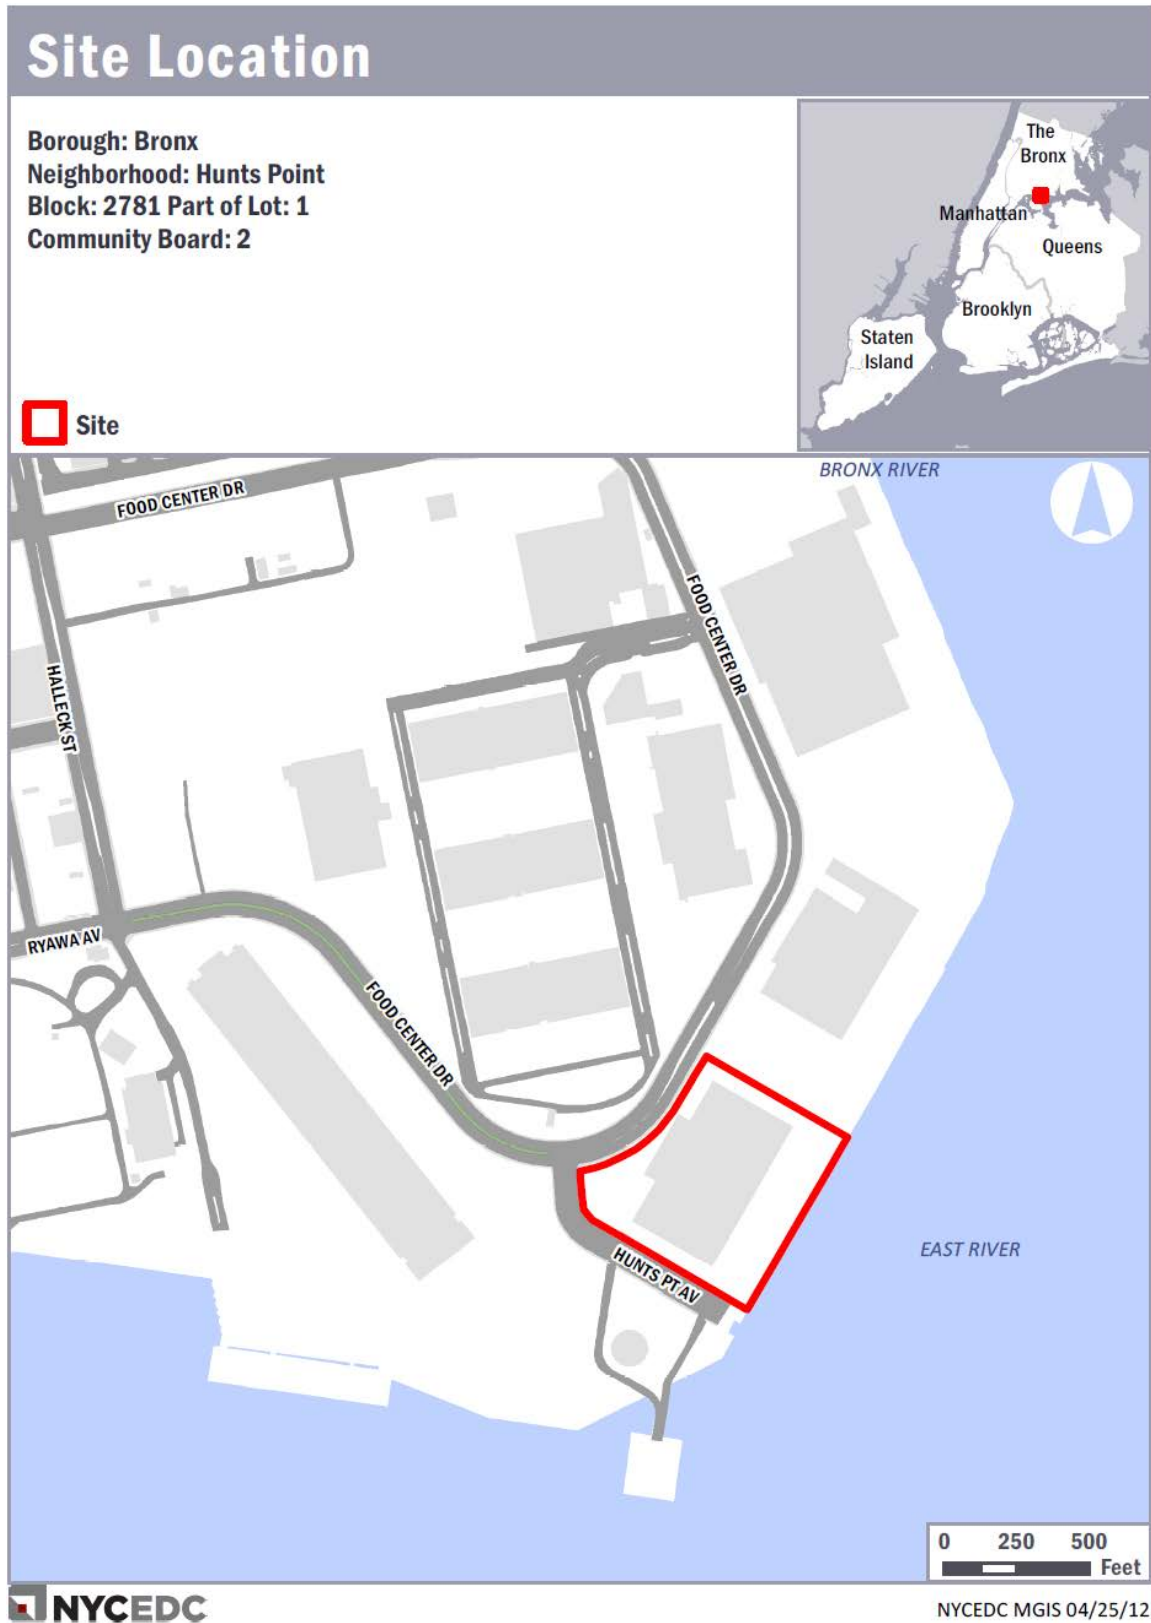 Site Location
Borough: Bronx
Neighborhood: Hunts Point
Block: 2781 Part of Lot: 1
Community Board: 2
Site
The
Bronx
Manhattan
Queens
Brooklyn
Staten
Island
BRONX RIVER
FOOD CENTER DR
FOOD CENTER DR
HALLECK ST
RYAWA AV
FOOD CENTER DR
HUNTS PT AV
EAST RIVER
0 250 500
Feet
NYCEDC
NYCEDC MGIS 04/25/12